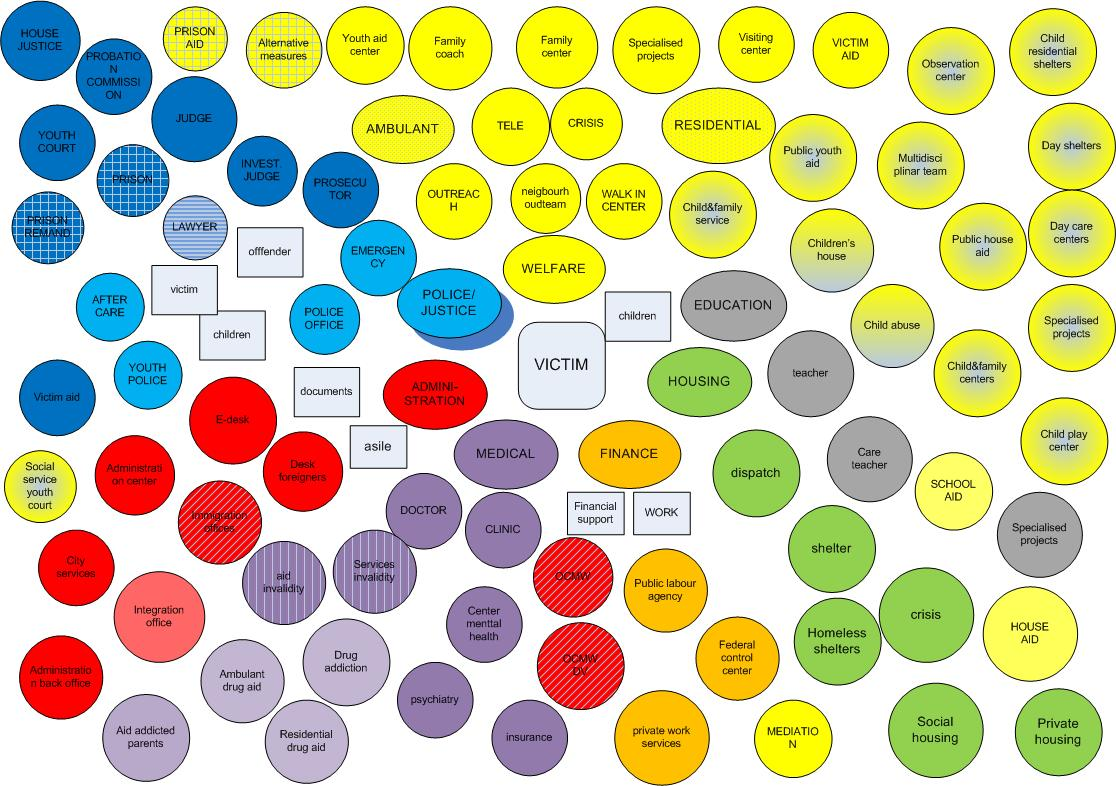 HOUSE
JUSTICE
PROBATIO
N
COMMISSI
ON
PRISON
AID
Alternative
measures
Youth aid
center
Family
coach
Family
center
Specialised
projects
Visiting
center
VICTIM
AID
Observation
center
Child
residential
shelters
YOUTH
COURT
JUDGE
AMBULANT
TELE
CRISIS
RESIDENTIAL
Public youth
aid
Multidisci
plinar team
Day shelters
PRISON
INVEST.
JUDGE
PROSECU
TOR
OUTREAC
H
neigbourh
oudteam
WALK IN
CENTER
Child&family
service
PRISON
REMAND
LAWYER
offfender
EMERGEN
CY
WELFARE
Children's
house
Public house
aid
Day care
centers
victim
AFTER
CARE
children
POLICE
OFFICE
POLICE/
JUSTICE
children
EDUCATION
Child abuse
Specialised
projects
YOUTH
POLICE
VICTIM
teacher
Child&family
centers
Victim aid
documents
ADMINI-
STRATION
HOUSING
E-desk
asile
MEDICAL
FINANCE
Child play
center
Social
service
youth
court
Administrati
on center
Desk
foreigners
dispatch
Care
teacher
SCHOOL
AID
Immigration
offices
DOCTOR
CLINIC
Financial
support
WORK
Specialised
projects
City
services
aid
invalidity
Services
invalidity
OCMW
Public labour
agency
shelter
Integration
office
Center
menttal
health
Homeless
shelters
crisis
HOUSE
AID
Administratio
n back office
Ambulant
drug aid
Drug
addiction
OCMW
DV
Federal
control
center
psychiatry
Aid addicted
parents
Residential
drug aid
insurance
private work
services
MEDIATIO
N
Social
housing
Private
housing